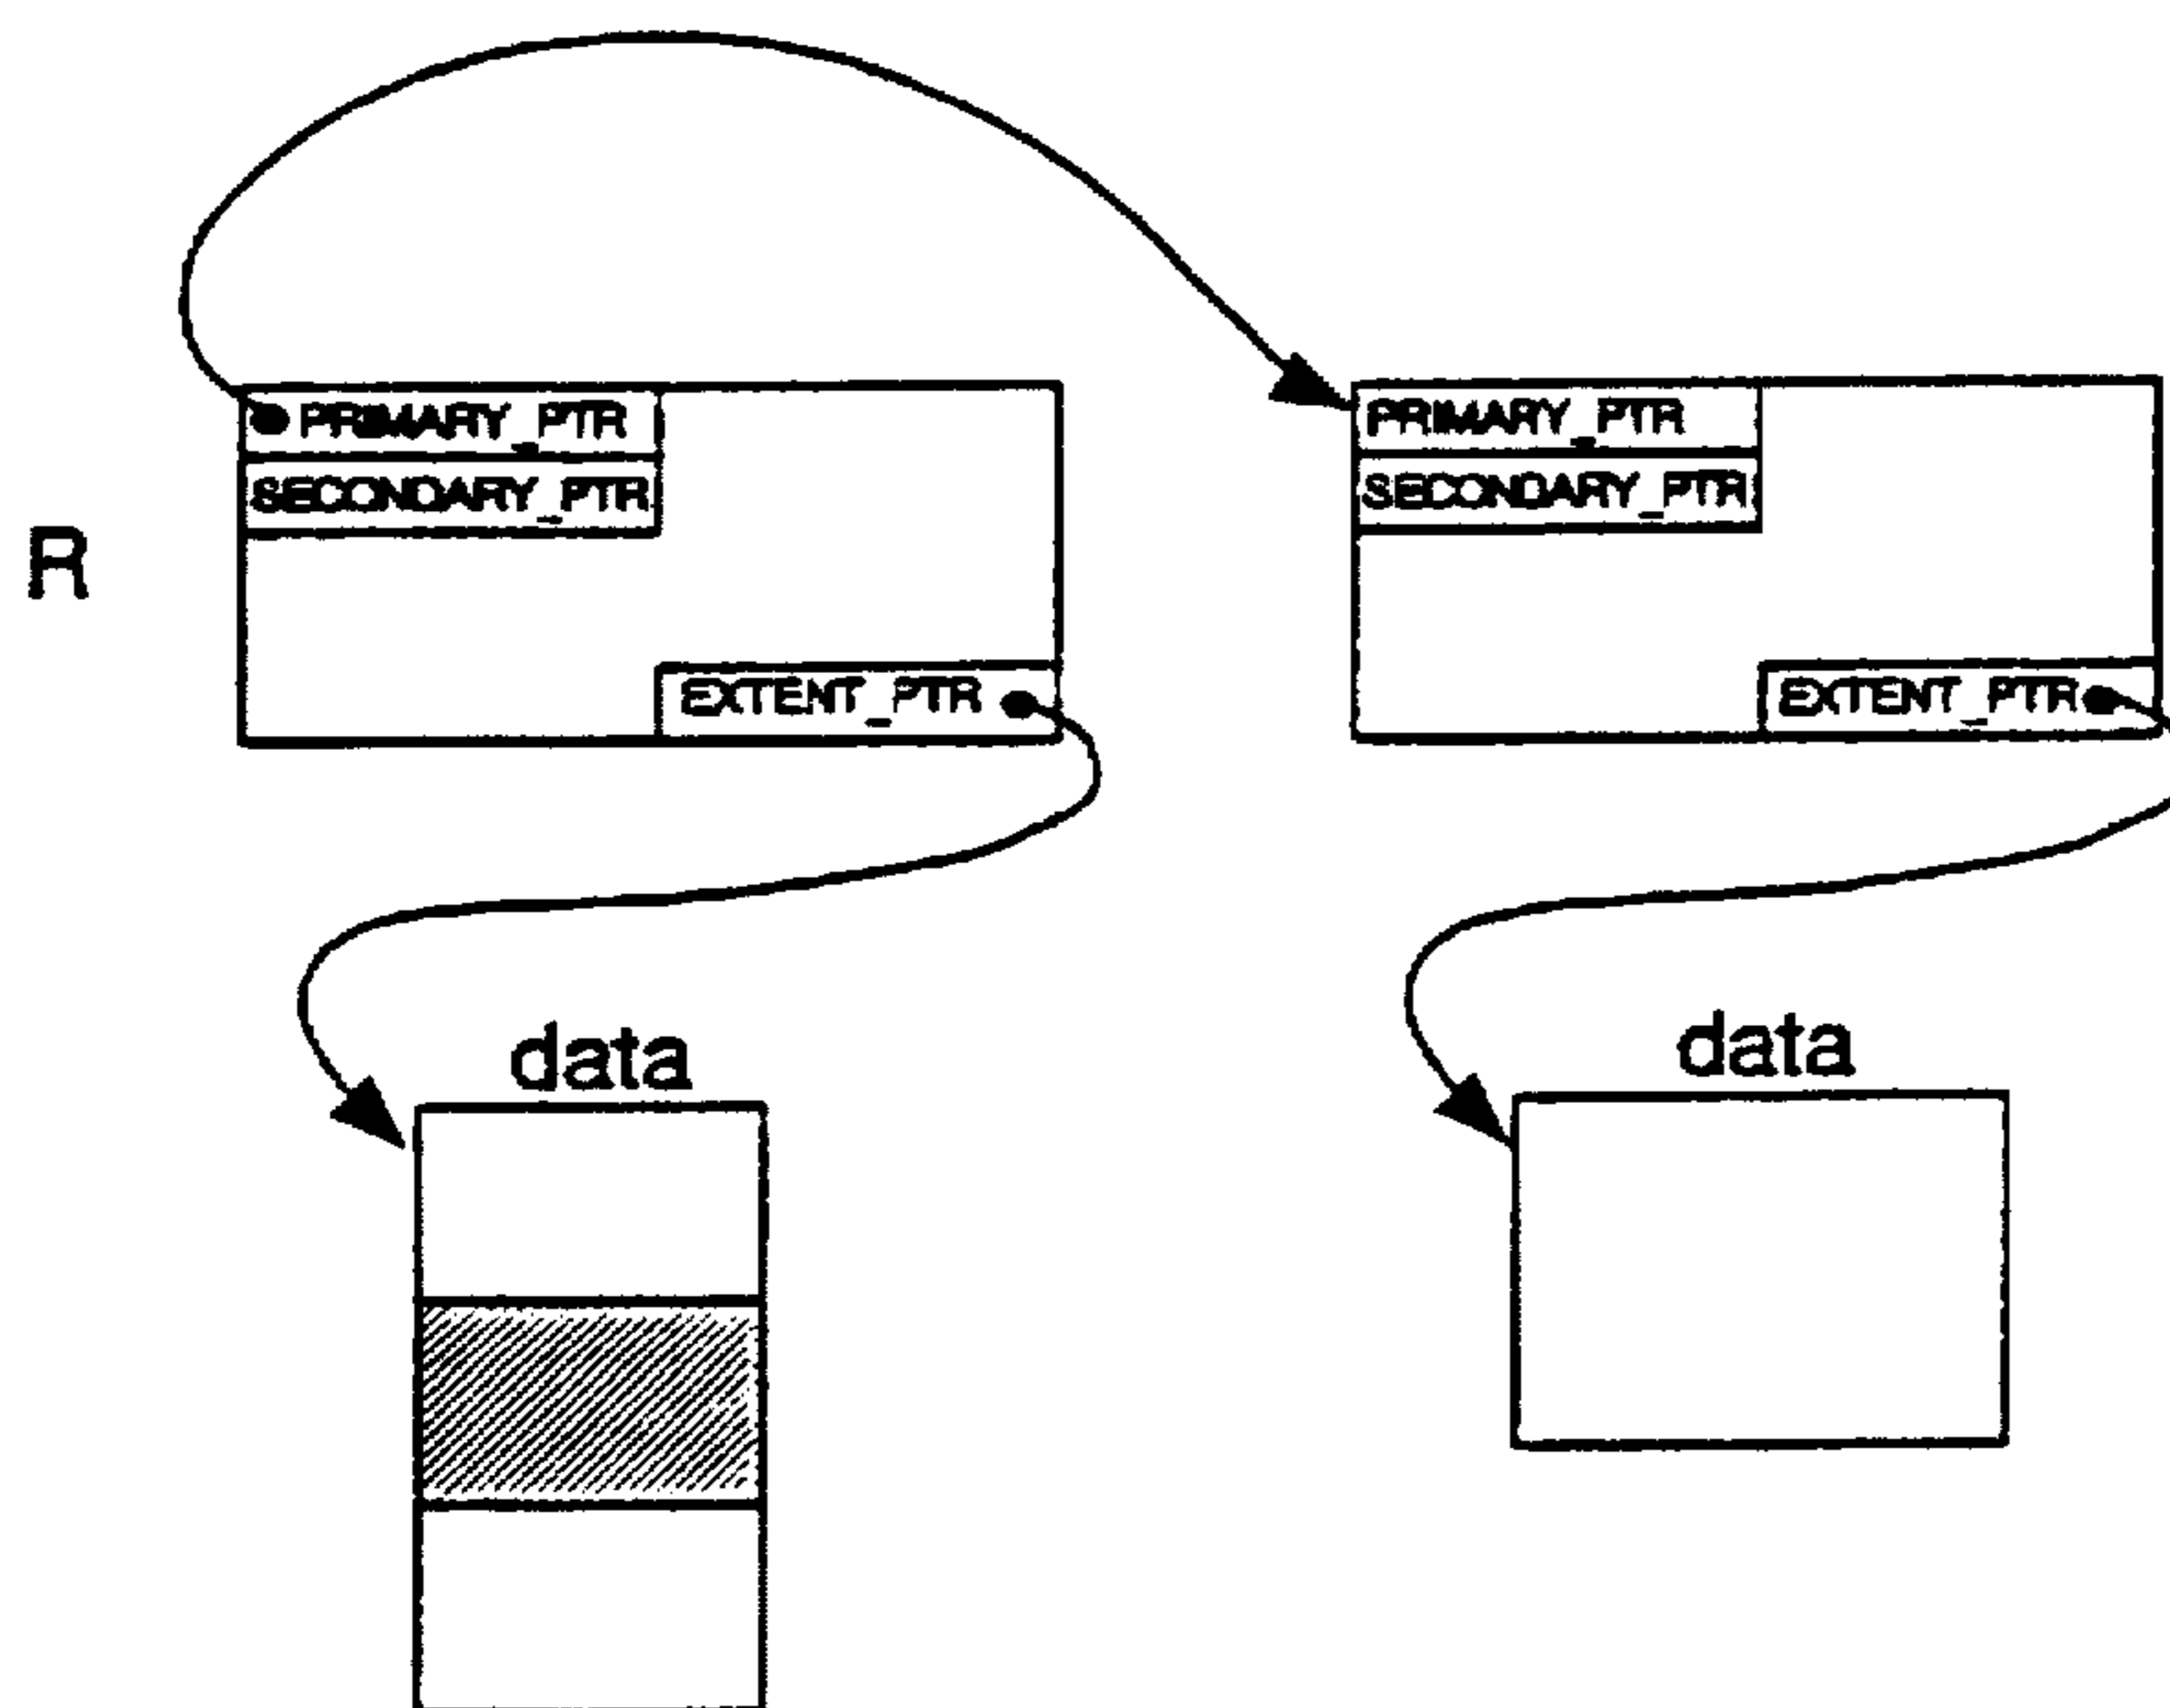 PRIMARY_PTR
SECONDARY_PTR
R
EXTENT_PTR
PRIMARY_PTR
SECONDARY_PTR
EXTENT_PTR
data
data